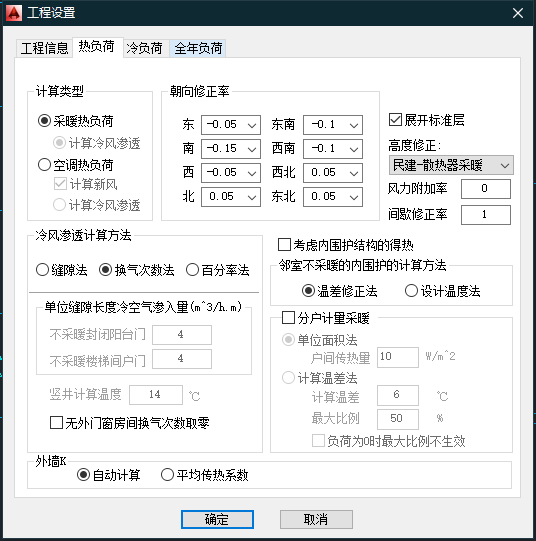 工程设置
工程信息 热负荷 冷负荷 全年负荷
计算类型
采暖热负荷
计算冷风渗透
空调热负荷
计算新风
计算冷风渗透
朝向修正率
东 -0.05 东南 -0.1
南 -0.15 西南 -0.1
西 -0.05 西北 0.05
北 0.05 东北 0.05
展开标准层
高度修正:
民建-散热器采暖
风力附加率 0
间歇修正率 1
冷风渗透计算方法
缝隙法 换气次数法 百分率法
单位缝隙长度冷空气渗入量(m^3/h.m)
不采暖封闭阳台门 4
不采暖楼梯间户门 4
竖井计算温度 14 ℃
无外门窗房间换气次数取零
考虑内围护结构的得热
邻室不采暖的内围护的计算方法
温差修正法 设计温度法
分户计量采暖
单位面积法
户间传热量 10 W/m^2
计算温差法
计算温差 6 ℃
最大比例 50 %
负荷为0时最大比例不生效
外墙K
自动计算 平均传热系数
确定 取消